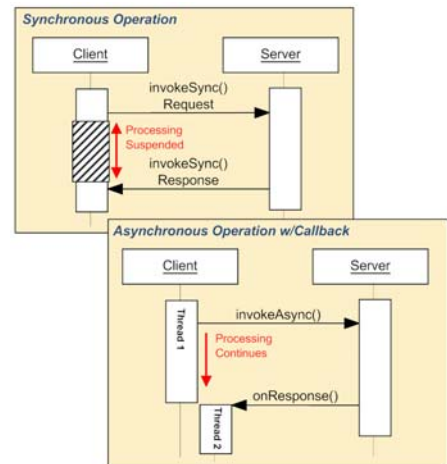 Synchronous Operation
Client
Server
invokeSync()
Request
Processing
Suspended
invokeSync()
Response
Asynchronous Operation w/Callback
Client
Server
Thread 1
invokeAsync()
Processing
Continues
onResponse()
Thread 2